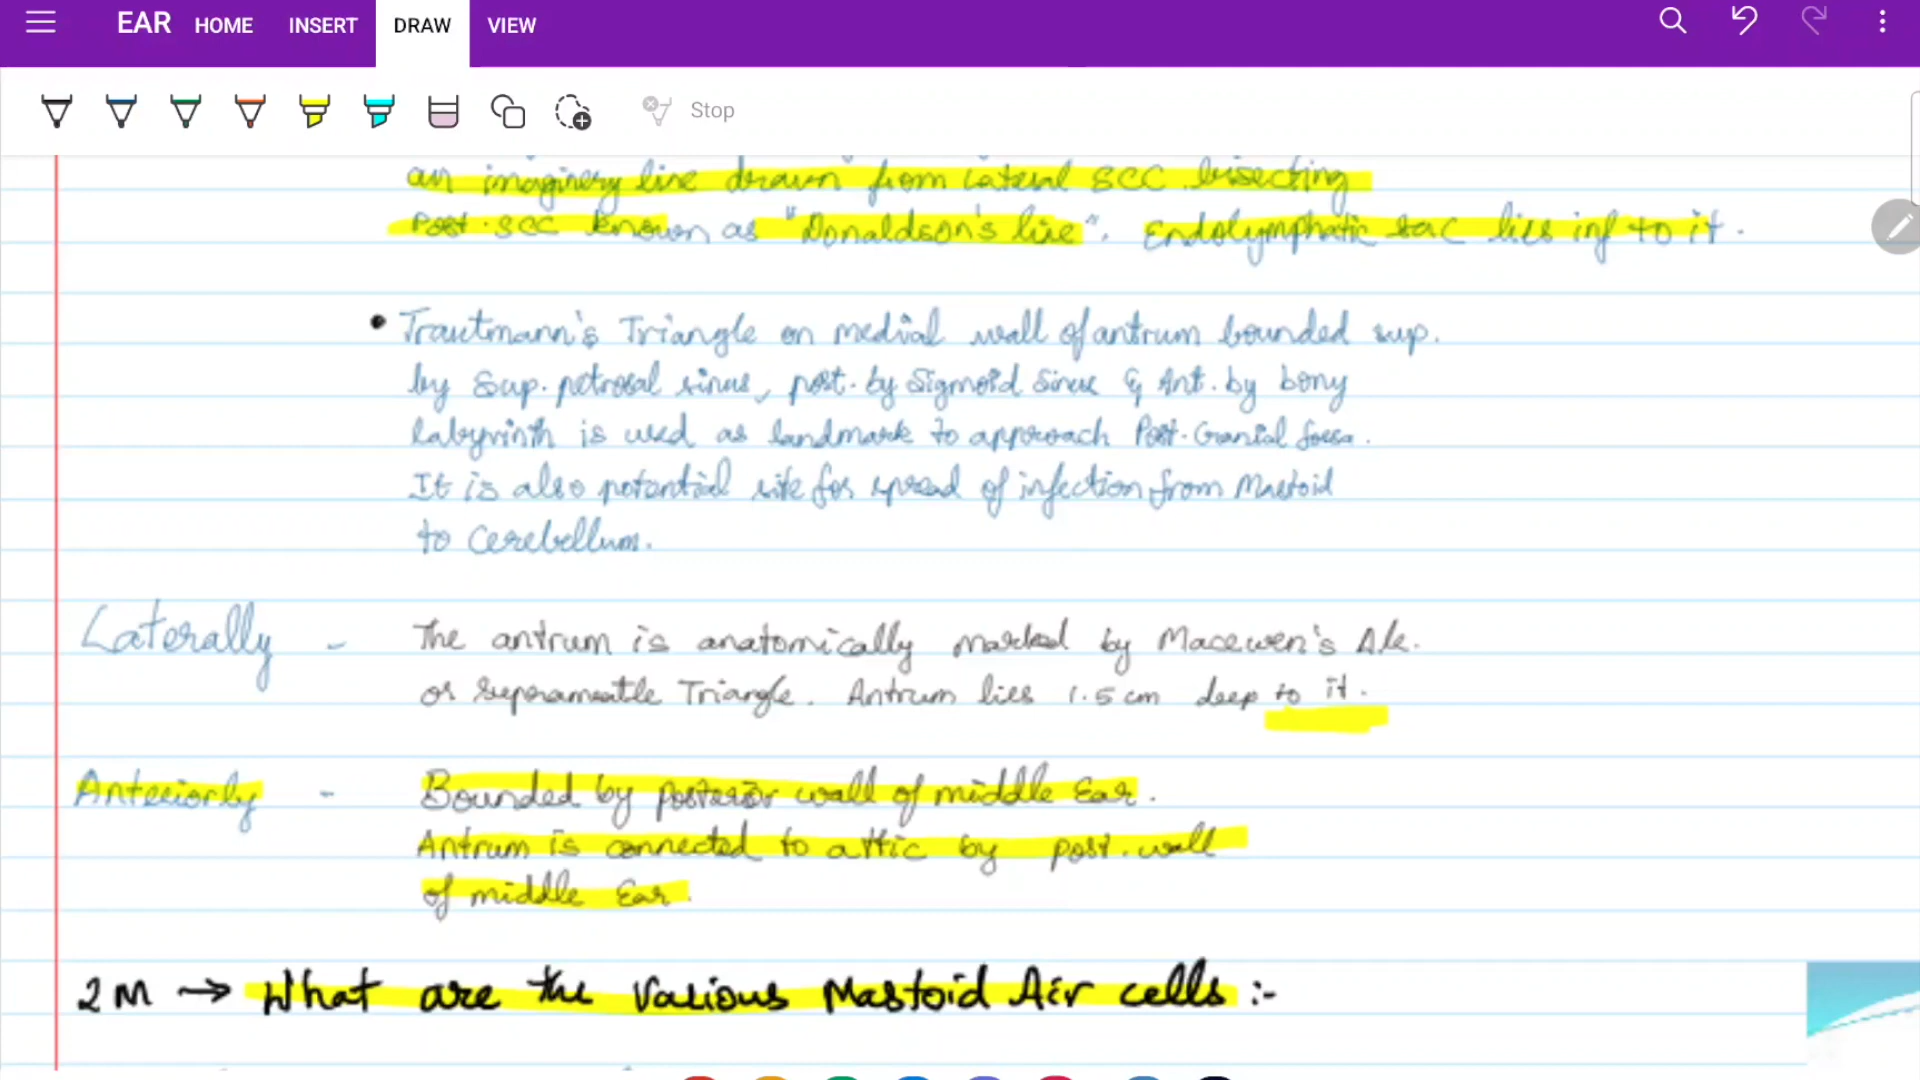 EAR HOME INSERT DRAW VIEW
Stop
an imaginery line drawn from Lateral SCC bisecting
Post. SCC known as "Donaldson's line". Endolymphatic sac lies inf to it.
• Trautmann's Triangle on medial wall of antrum bounded sup.
by Sup. petrosal sinus, post. by Sigmoid Sinus & Ant. by bony
labyrinth is used as landmark to approach Post. Cranial fossa.
It is also potential site for spread of infection from Mastoid
to Cerebellum.
Laterally - The antrum is anatomically marked by Macewen's Δle.
or Suprameatle Triangle. Antrum lies 1.5 cm deep to it.
Anteriorly - Bounded by posterior wall of middle Ear.
Antrum is connected to attic by post. wall
of middle Ear.
2 M → What are the Various Mastoid Air cells :-